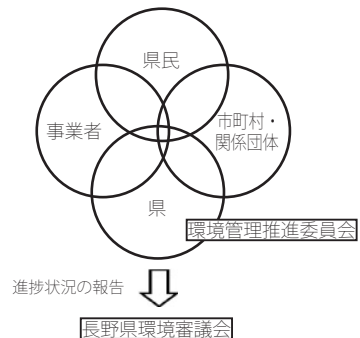 県民
事業者
市町村・
関係団体
県
環境管理推進委員会
進捗状況の報告
長野県環境審議会